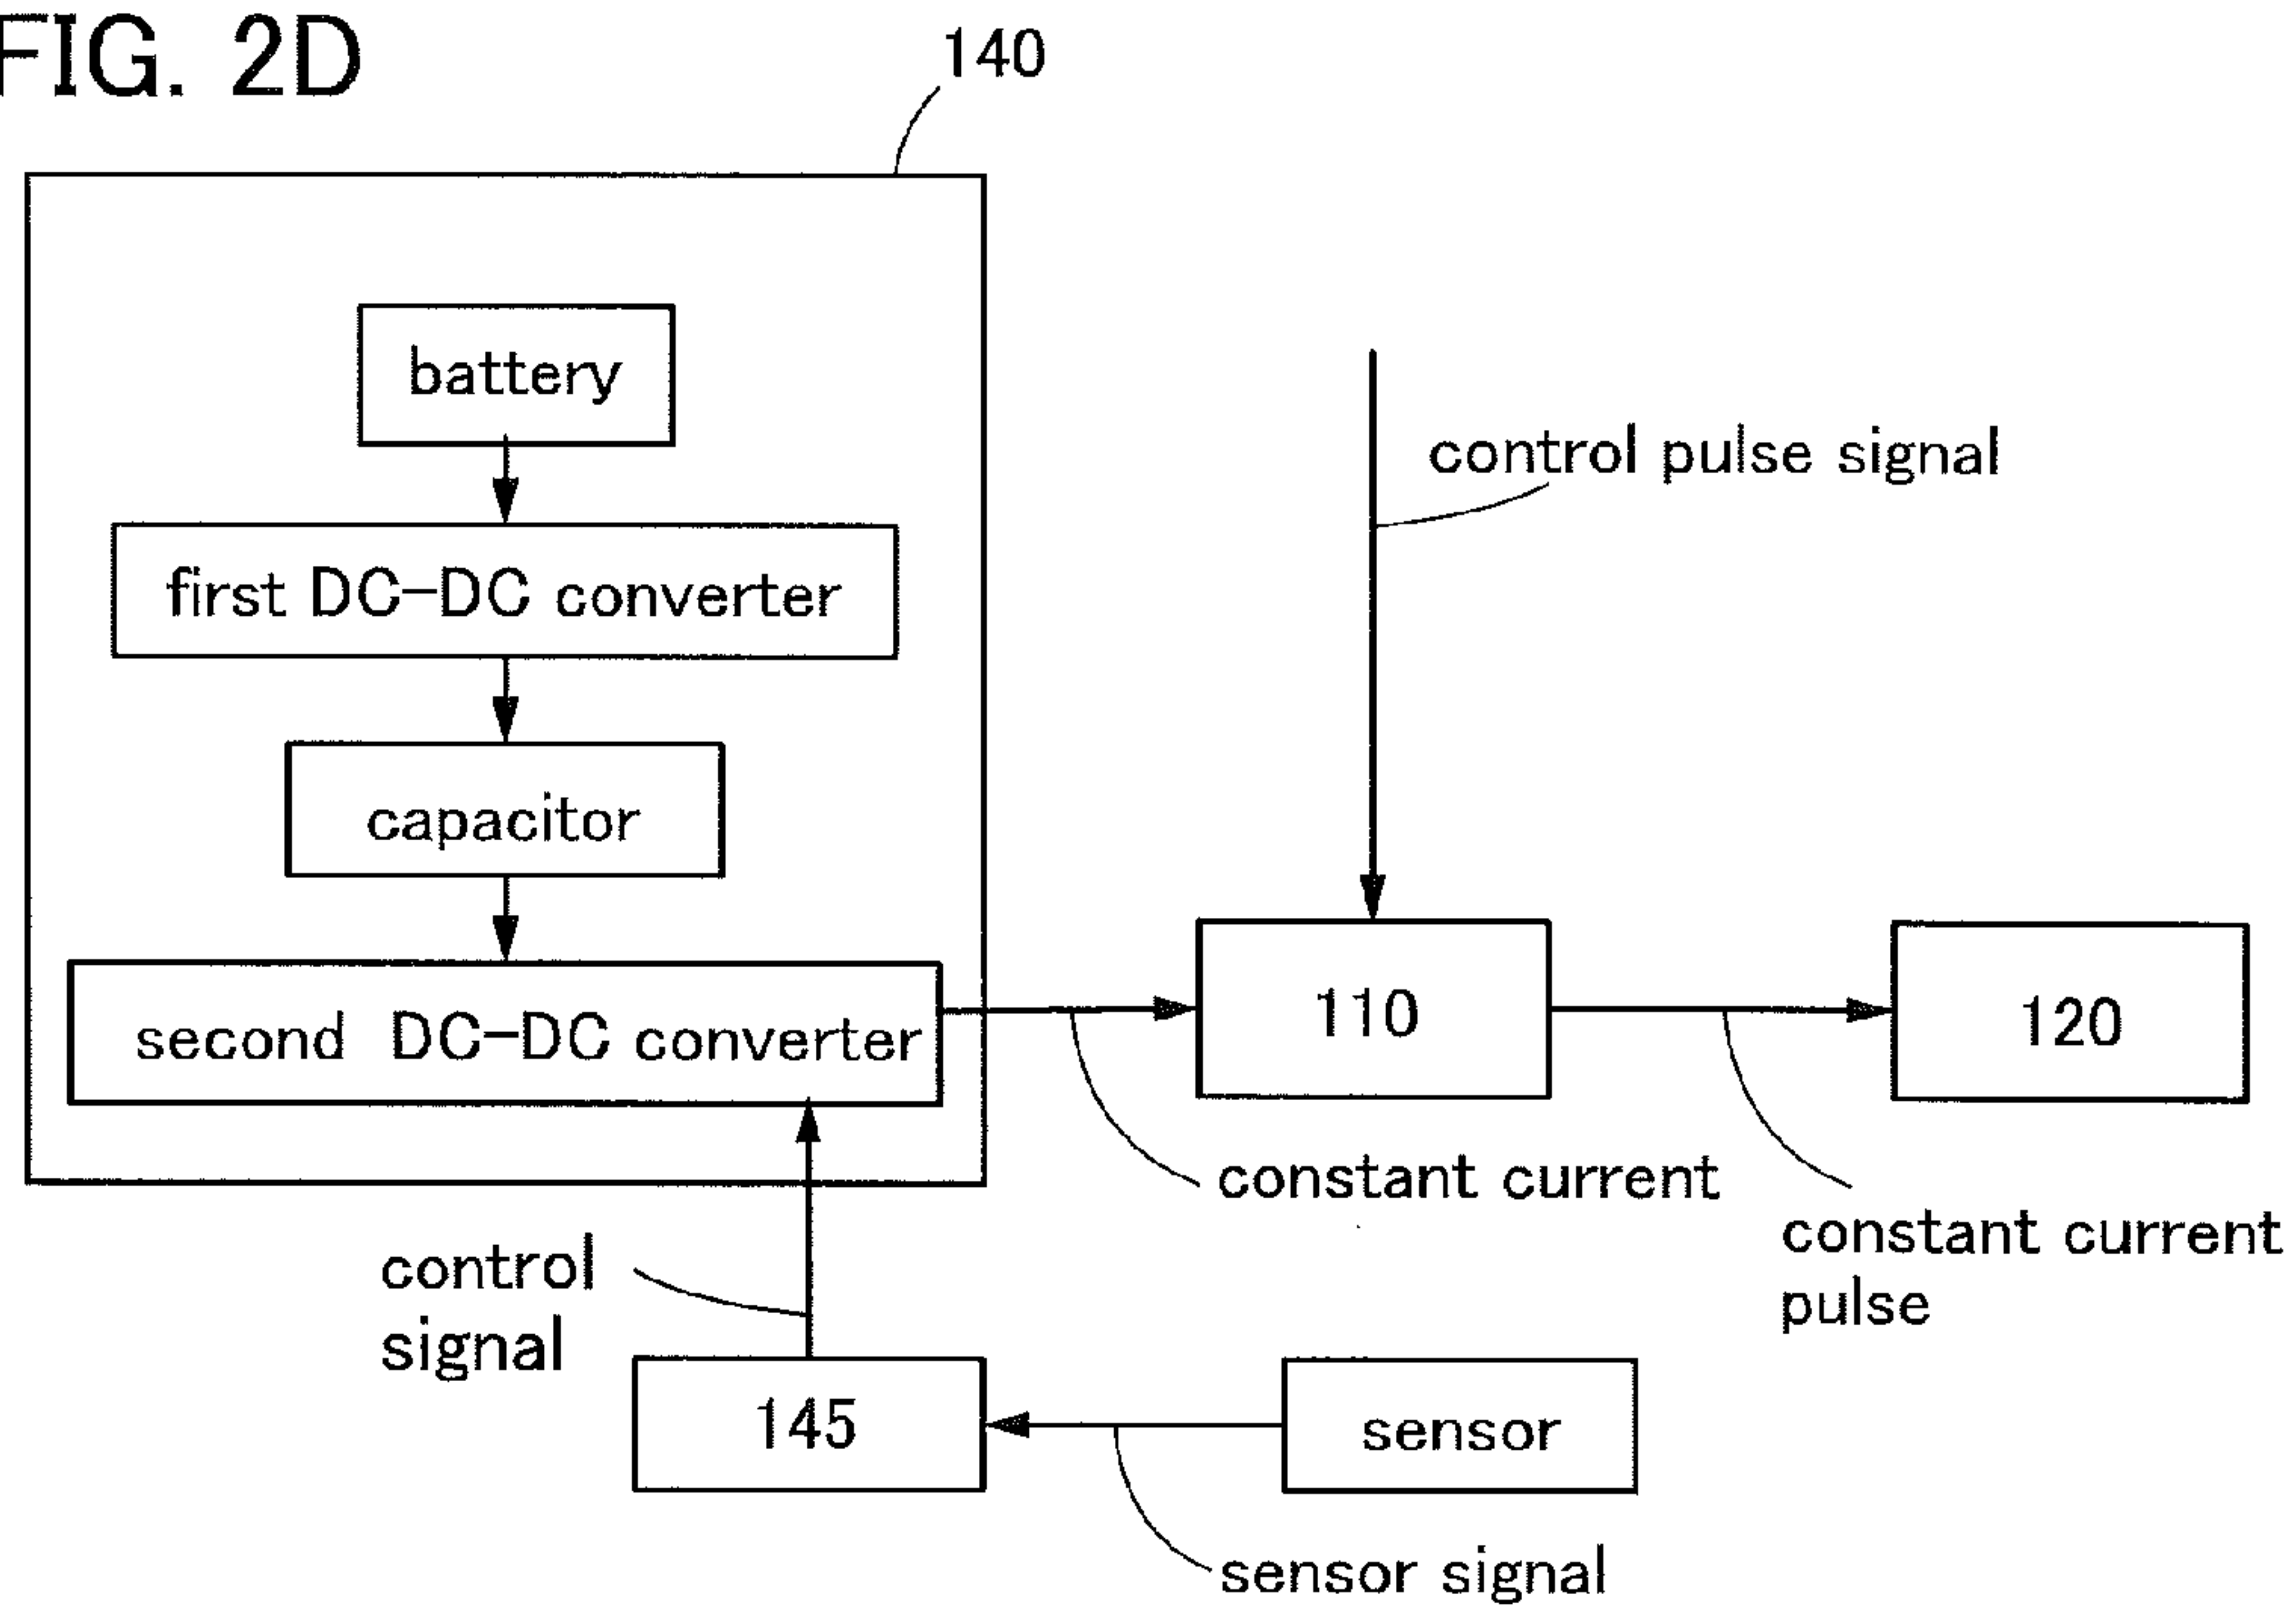 FIG. 2D
140
battery
control pulse signal
first DC-DC converter
capacitor
110
120
second DC-DC converter
constant current
constant current
pulse
control
signal
145
sensor
sensor signal